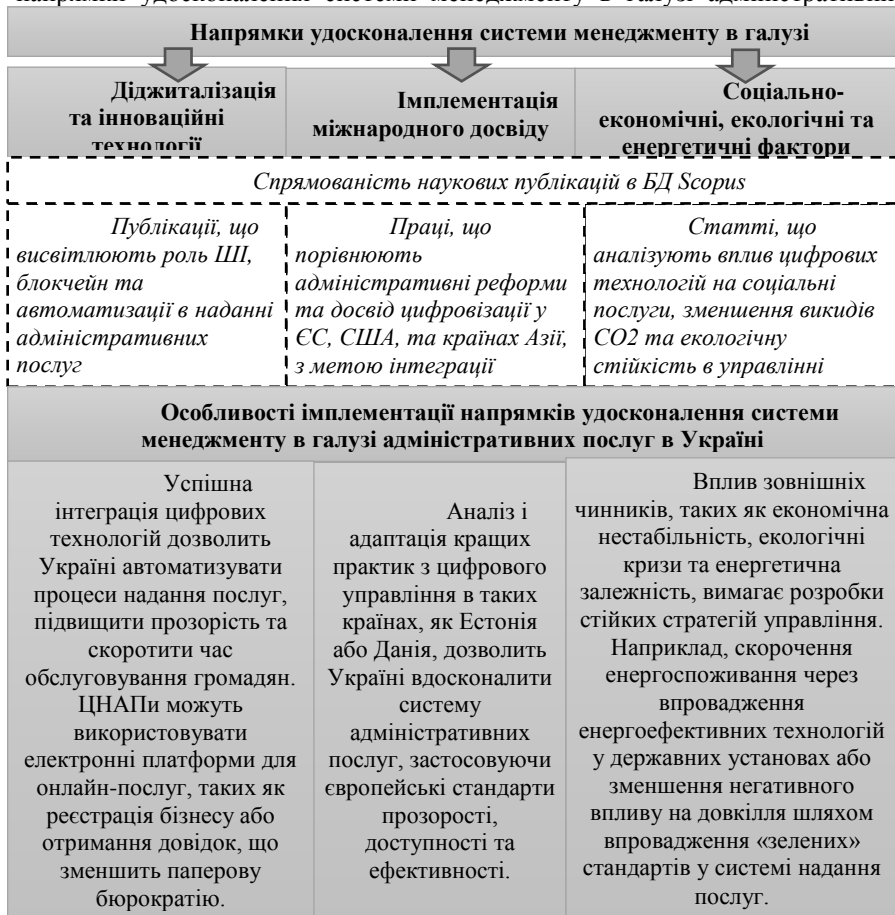 Напрямки удосконалення системи менеджменту в галузі
Діджиталізація
та інноваційні
технології
Імплементація
міжнародного досвіду
Соціально-
економічні, екологічні та
енергетичні фактори
Спрямованість наукових публікацій в БД Scopus
Публікації, що
висвітлюють роль ШІ,
блокчейн та
автоматизації в наданні
адміністративних
послуг
Праці, що
порівнюють
адміністративні реформи
та досвід цифровізації у
ЄС, США, та країнах Азії,
з метою інтеграції
Статті, що
аналізують вплив цифрових
технологій на соціальні
послуги, зменшення викидів
CO2 та екологічну
стійкість в управлінні
Особливості імплементації напрямків удосконалення системи
менеджменту в галузі адміністративних послуг в Україні
Успішна
інтеграція цифрових
технологій дозволить
Україні автоматизувати
процеси надання послуг,
підвищити прозорість та
скоротити час
обслуговування громадян.
ЦНАПи можуть
використовувати
електронні платформи для
онлайн-послуг, таких як
реєстрація бізнесу або
отримання довідок, що
зменшить паперову
бюрократію.
Аналіз і
адаптація кращих
практик з цифрового
управління в таких
країнах, як Естонія
або Данія, дозволить
Україні вдосконалити
систему
адміністративних
послуг, застосовуючи
європейські стандарти
прозорості,
доступності та
ефективності.
Вплив зовнішніх
чинників, таких як економічна
нестабільність, екологічні
кризи та енергетична
залежність, вимагає розробки
стійких стратегій управління.
Наприклад, скорочення
енергоспоживання через
впровадження
енергоефективних технологій
у державних установах або
зменшення негативного
впливу на довкілля шляхом
впровадження «зелених»
стандартів у системі надання
послуг.